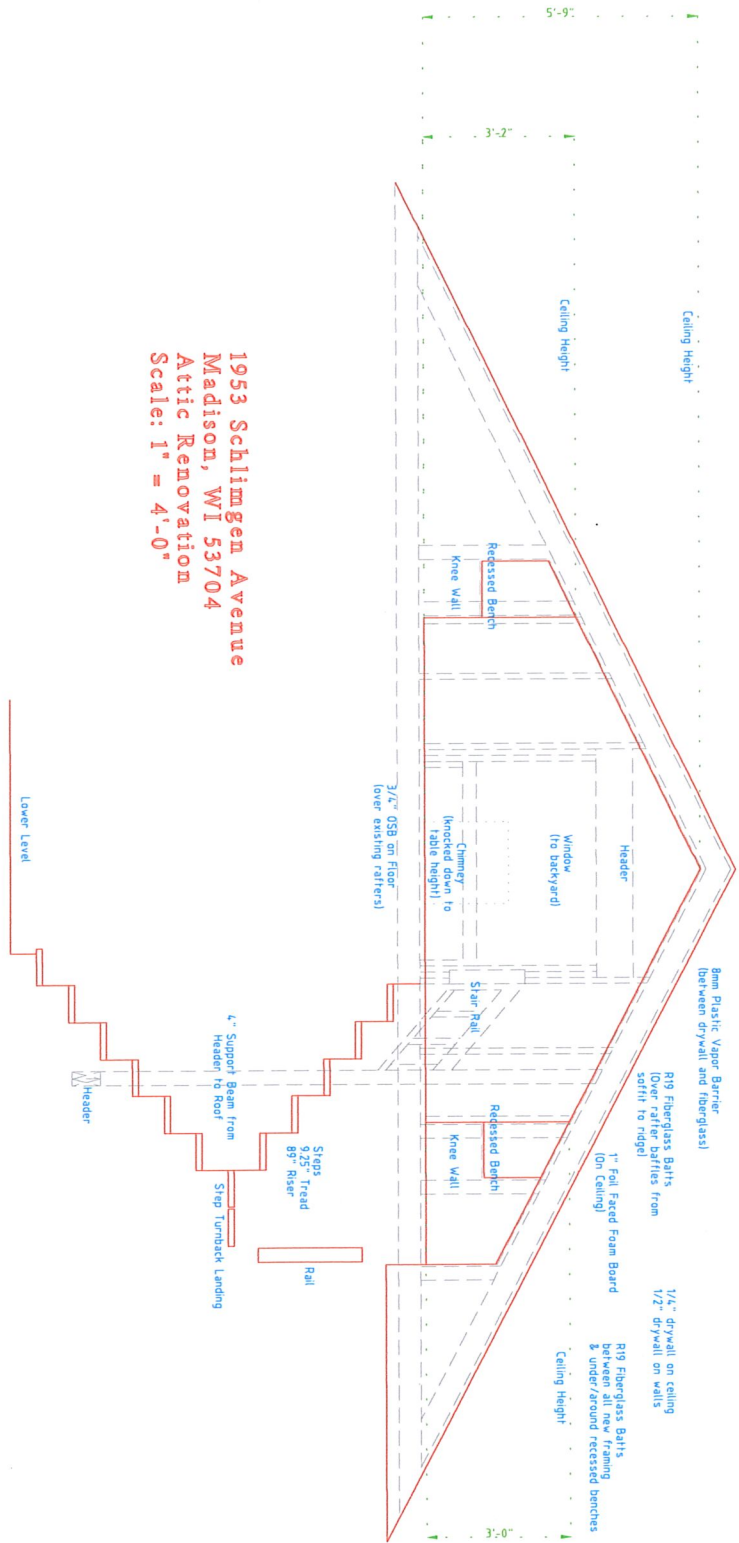 5'-9"
3'-2"
Ceiling Height
Ceiling Height
8mm Plastic Vapor Barrier
(between drywall and fiberglass)
R19 Fiberglass Batts
(Over rafter baffles from
soffit to ridge)
1" Foil Faced Foam Board
(On Ceiling)
1/4" drywall on ceiling
1/2" drywall on walls
R19 Fiberglass Batts
between all new framing
& under/around recessed benches
Ceiling Height
3'-0"
Header
Window
(to backyard)
Recessed Bench
Knee Wall
Chimney
(knocked down to
table height)
Stair Rail
Recessed Bench
Knee Wall
3/4" OSB on Floor
(over existing rafters)
1953 Schlimgen Avenue
Madison, WI 53704
Attic Renovation
Scale: 1" = 4'-0"
Steps
9.25" Tread
89" Riser
Rail
4" Support Beam from
Header to Roof
Step Turnback Landing
Header
Lower Level